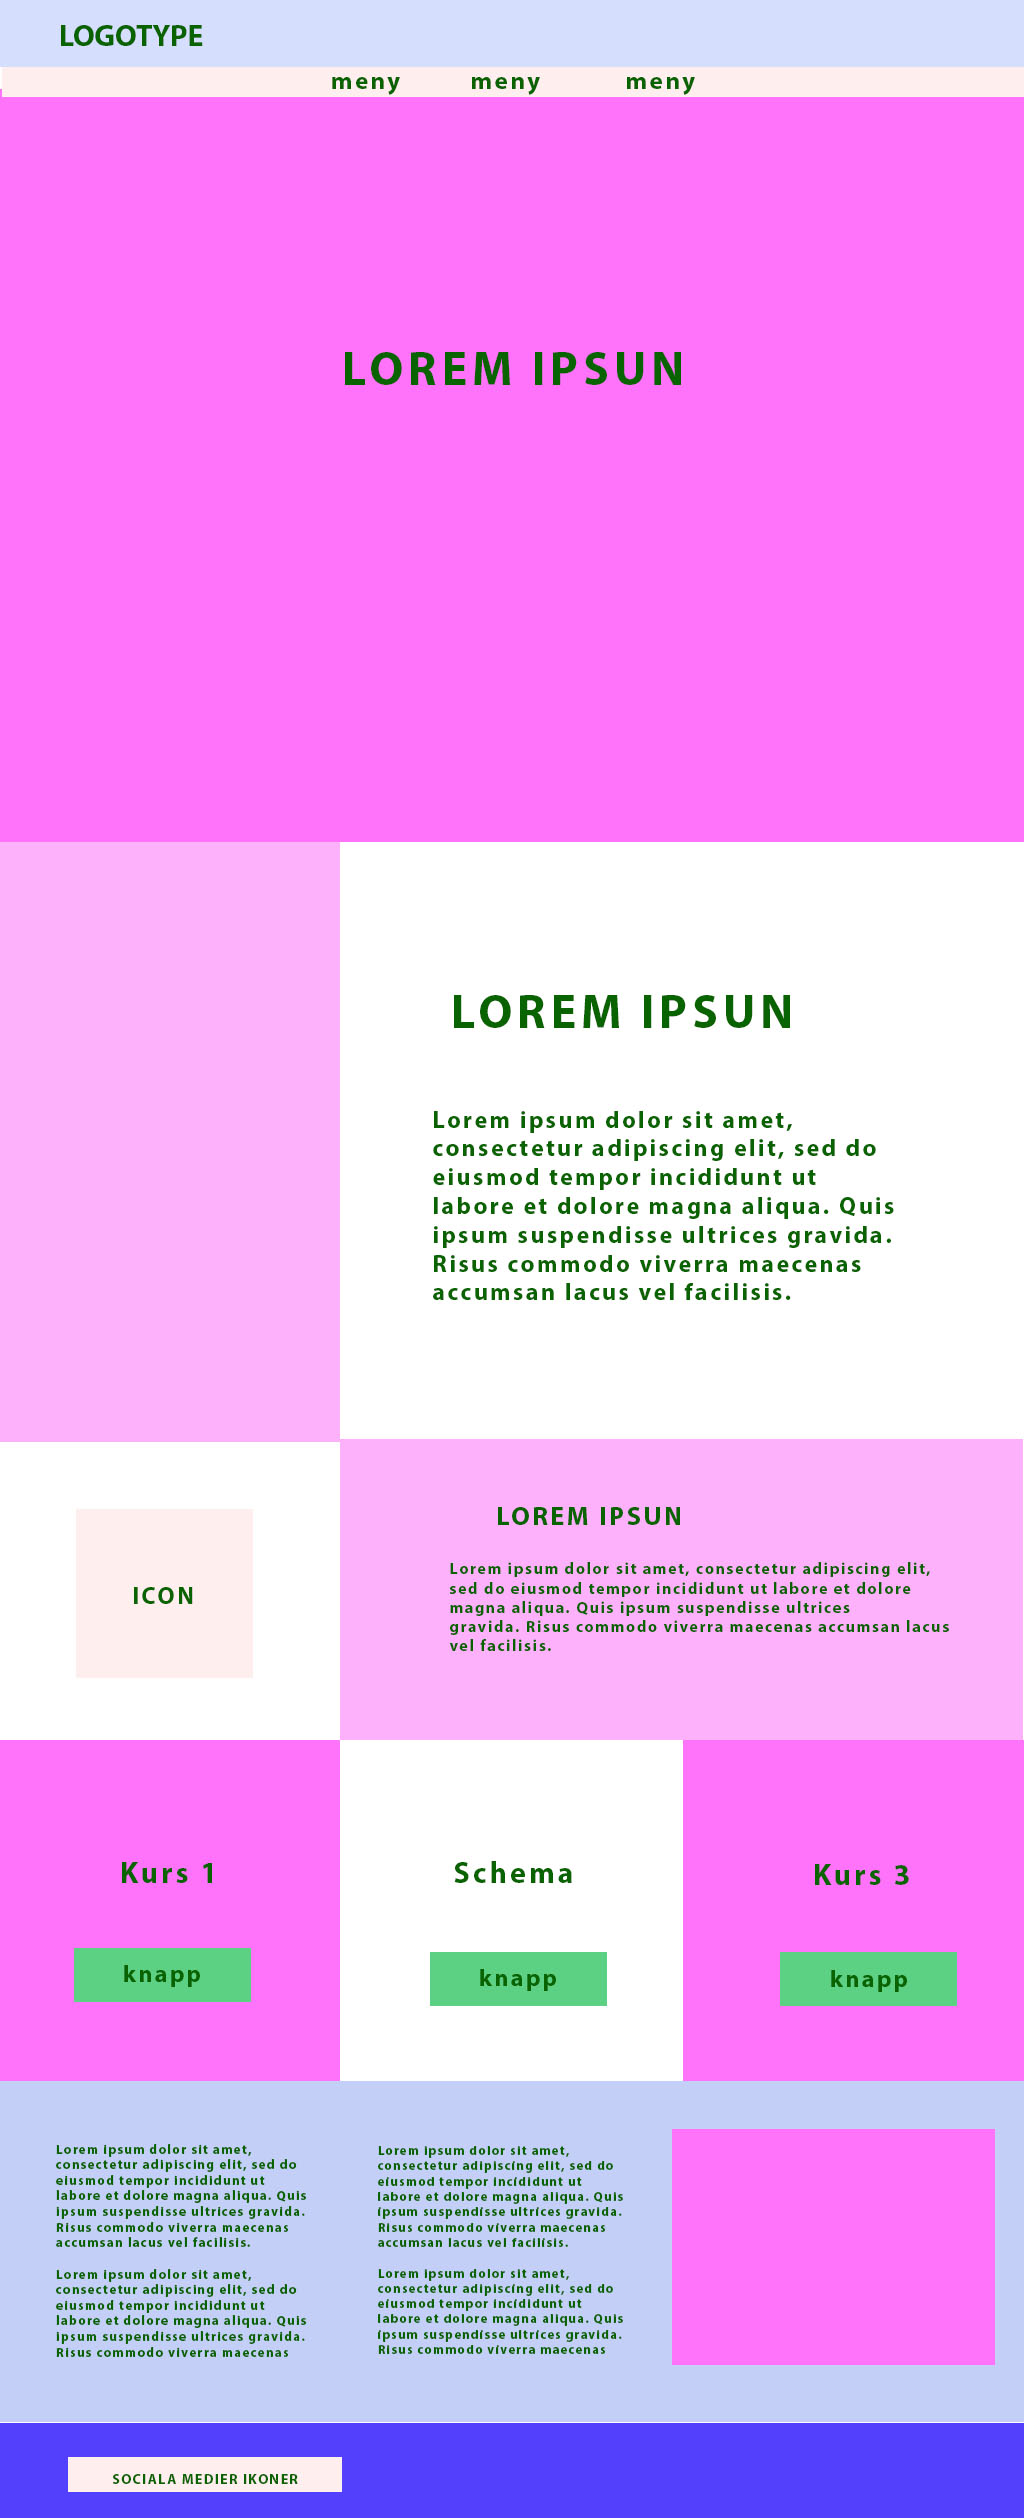 LOGOTYPE
meny meny meny
LOREM IPSUN
LOREM IPSUN
Lorem ipsum dolor sit amet,
consectetur adipiscing elit, sed do
eiusmod tempor incididunt ut
labore et dolore magna aliqua. Quis
ipsum suspendisse ultrices gravida.
Risus commodo viverra maecenas
accumsan lacus vel facilisis.
ICON
LOREM IPSUN
Lorem ipsum dolor sit amet, consectetur adipiscing elit,
sed do eiusmod tempor incididunt ut labore et dolore
magna aliqua. Quis ipsum suspendisse ultrices
gravida. Risus commodo viverra maecenas accumsan lacus
vel facilisis.
Kurs 1
knapp
Schema
knapp
Kurs 3
knapp
Lorem ipsum dolor sit amet,
consectetur adipiscing elit, sed do
eiusmod tempor incididunt ut
labore et dolore magna aliqua. Quis
ipsum suspendisse ultrices gravida.
Risus commodo viverra maecenas
accumsan lacus vel facilisis.
Lorem ipsum dolor sit amet,
consectetur adipiscing elit, sed do
eiusmod tempor incididunt ut
labore et dolore magna aliqua. Quis
ipsum suspendisse ultrices gravida.
Risus commodo viverra maecenas
Lorem ipsum dolor sit amet,
consectetur adipiscing elit, sed do
eiusmod tempor incididunt ut
labore et dolore magna aliqua. Quis
ipsum suspendisse ultrices gravida.
Risus commodo viverra maecenas
accumsan lacus vel facilisis.
Lorem ipsum dolor sit amet,
consectetur adipiscing elit, sed do
eiusmod tempor incididunt ut
labore et dolore magna aliqua. Quis
ipsum suspendisse ultrices gravida.
Risus commodo viverra maecenas
SOCIALA MEDIER IKONER